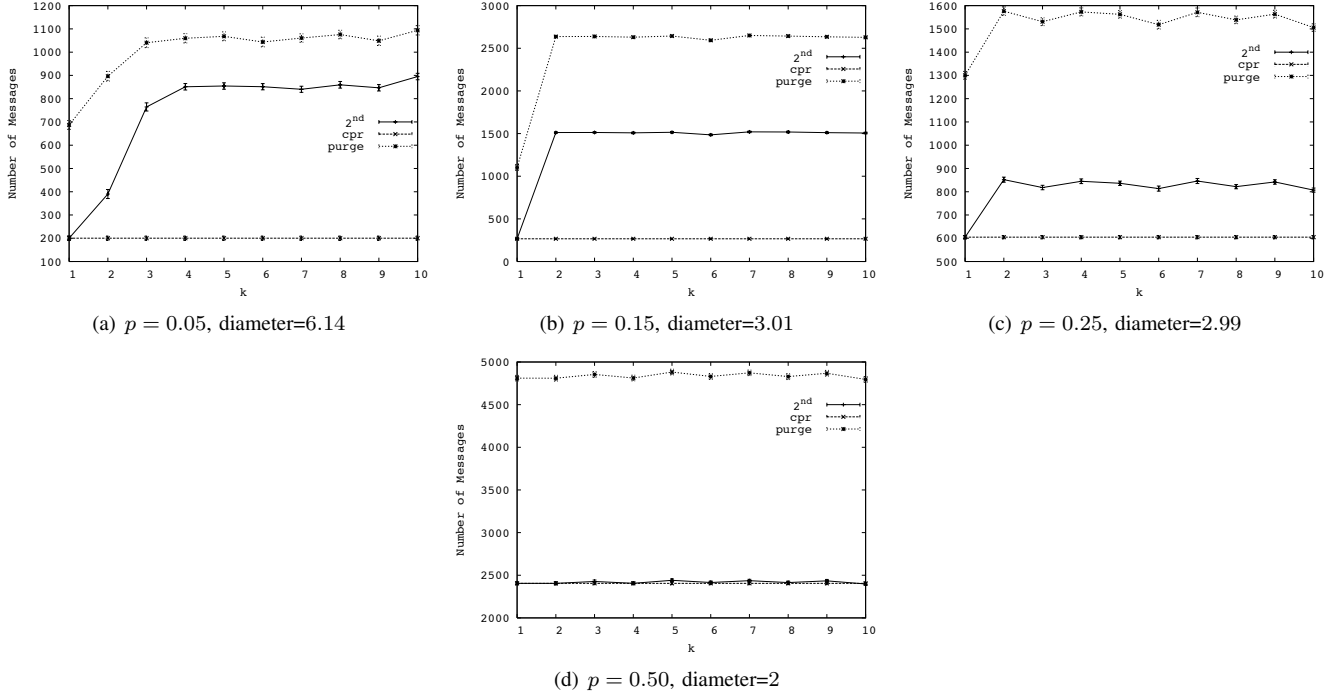 Number of Messages
1200
1100
1000
900
800
700
600
500
400
300
200
100
1 2 3 4 5 6 7 8 9 10
k
2nd
cpr
purge
(a) p = 0.05, diameter=6.14
Number of Messages
3000
2500
2000
1500
1000
500
0
1 2 3 4 5 6 7 8 9 10
k
2nd
cpr
purge
(b) p = 0.15, diameter=3.01
Number of Messages
1600
1500
1400
1300
1200
1100
1000
900
800
700
600
500
1 2 3 4 5 6 7 8 9 10
k
2nd
cpr
purge
(c) p = 0.25, diameter=2.99
Number of Messages
5000
4500
4000
3500
3000
2500
2000
1 2 3 4 5 6 7 8 9 10
k
2nd
cpr
purge
(d) p = 0.50, diameter=2